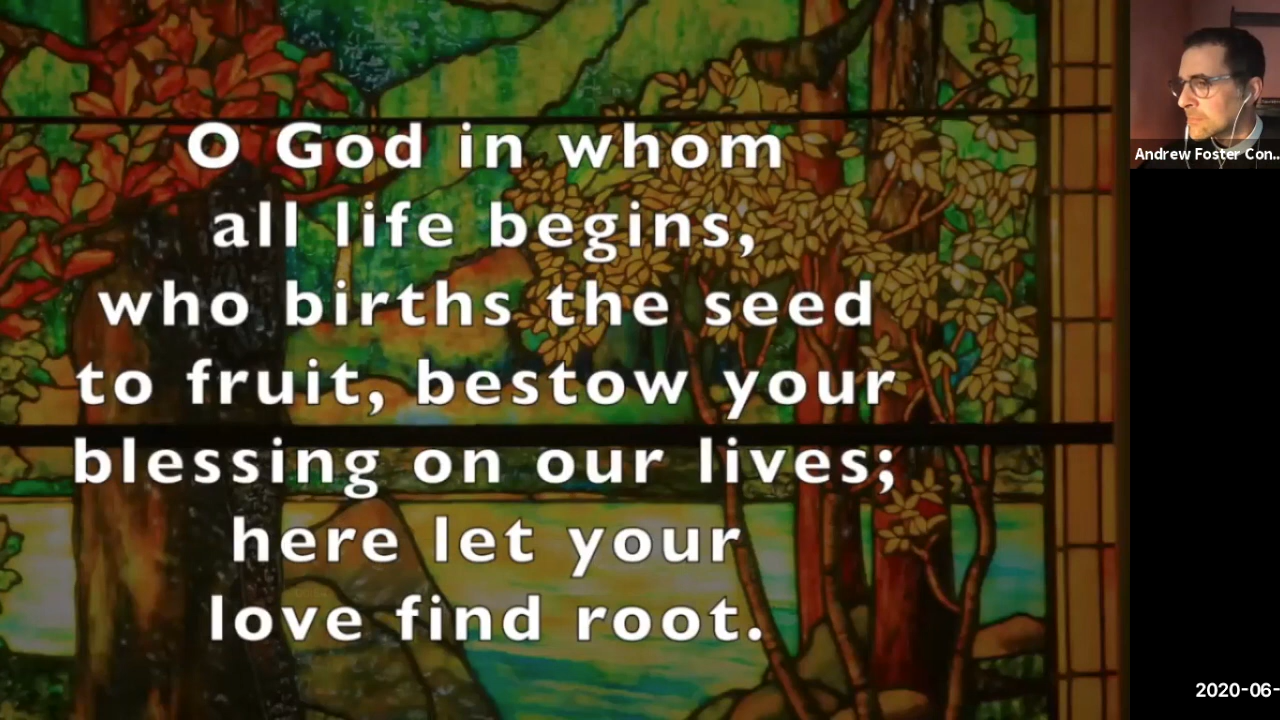 O God in whom
all life begins,
who births the seed
to fruit, bestow your
blessing on our lives;
here let your
love find root.
Andrew Foster Con...
2020-06-